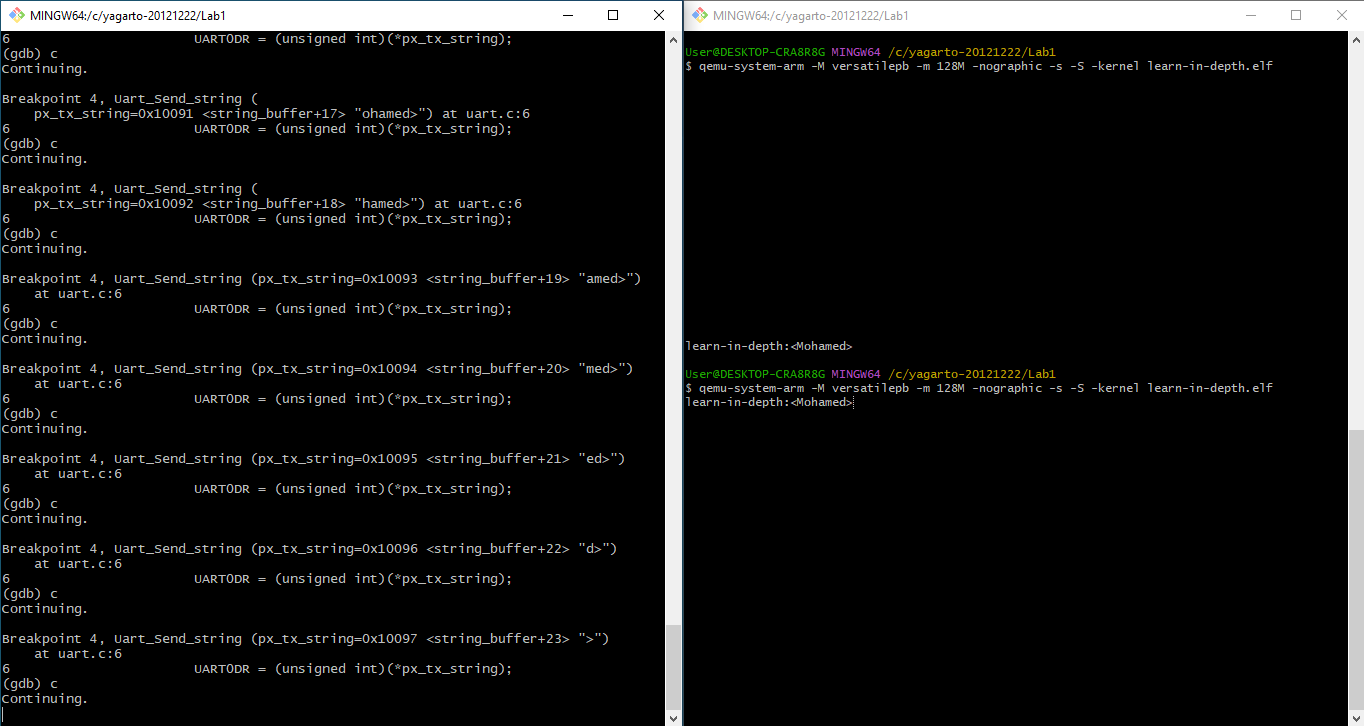 MINGW64:/c/yagarto-20121222/Lab1
6                       UART0DR = (unsigned int)(*px_tx_string);
(gdb) c
Continuing.

Breakpoint 4, Uart_Send_string (
    px_tx_string=0x10091 <string_buffer+17> "ohamed>") at uart.c:6
6                       UART0DR = (unsigned int)(*px_tx_string);
(gdb) c
Continuing.

Breakpoint 4, Uart_Send_string (
    px_tx_string=0x10092 <string_buffer+18> "hamed>") at uart.c:6
6                       UART0DR = (unsigned int)(*px_tx_string);
(gdb) c
Continuing.

Breakpoint 4, Uart_Send_string (px_tx_string=0x10093 <string_buffer+19> "amed>")
    at uart.c:6
6                       UART0DR = (unsigned int)(*px_tx_string);
(gdb) c
Continuing.

Breakpoint 4, Uart_Send_string (px_tx_string=0x10094 <string_buffer+20> "med>")
    at uart.c:6
6                       UART0DR = (unsigned int)(*px_tx_string);
(gdb) c
Continuing.

Breakpoint 4, Uart_Send_string (px_tx_string=0x10095 <string_buffer+21> "ed>")
    at uart.c:6
6                       UART0DR = (unsigned int)(*px_tx_string);
(gdb) c
Continuing.

Breakpoint 4, Uart_Send_string (px_tx_string=0x10096 <string_buffer+22> "d>")
    at uart.c:6
6                       UART0DR = (unsigned int)(*px_tx_string);
(gdb) c
Continuing.

Breakpoint 4, Uart_Send_string (px_tx_string=0x10097 <string_buffer+23> ">")
    at uart.c:6
6                       UART0DR = (unsigned int)(*px_tx_string);
(gdb) c
Continuing.

MINGW64:/c/yagarto-20121222/Lab1
User@DESKTOP-CRA8R8G MINGW64 /c/yagarto-20121222/Lab1
$ qemu-system-arm -M versatilepb -m 128M -nographic -s -S -kernel learn-in-depth.elf
learn-in-depth:<Mohamed>
User@DESKTOP-CRA8R8G MINGW64 /c/yagarto-20121222/Lab1
$ qemu-system-arm -M versatilepb -m 128M -nographic -s -S -kernel learn-in-depth.elf
learn-in-depth:<Mohamed>